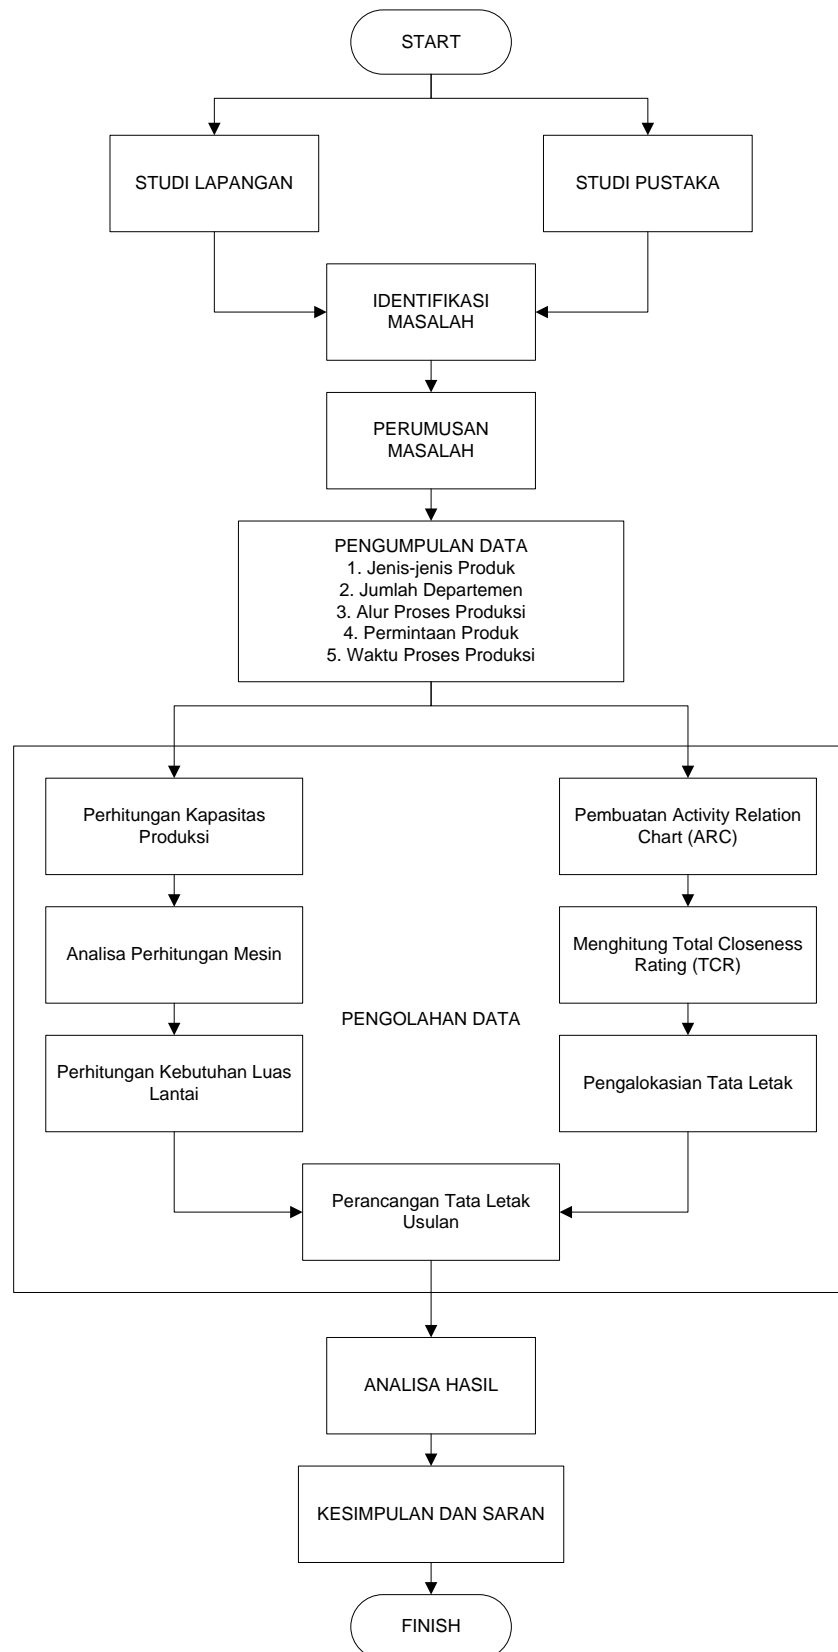 START
STUDI LAPANGAN
STUDI PUSTAKA
IDENTIFIKASI
MASALAH
PERUMUSAN
MASALAH
PENGUMPULAN DATA
1. Jenis-jenis Produk
2. Jumlah Departemen
3. Alur Proses Produksi
4. Permintaan Produk
5. Waktu Proses Produksi
Perhitungan Kapasitas
Produksi
Pembuatan Activity Relation
Chart (ARC)
Analisa Perhitungan Mesin
Menghitung Total Closeness
Rating (TCR)
PENGOLAHAN DATA
Perhitungan Kebutuhan Luas
Lantai
Pengalokasian Tata Letak
Perancangan Tata Letak
Usulan
ANALISA HASIL
KESIMPULAN DAN SARAN
FINISH